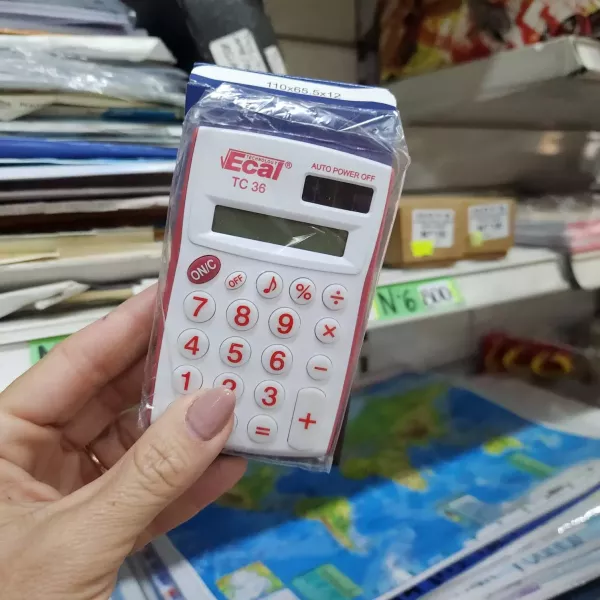 110x65.5x12
TECHNOLOGY
√Ecal®
AUTO POWER OFF
TC 36
ON/C
OFF
♪
%
÷
7
8
9
×
4
5
6
−
1
2
3
+
=
N°6